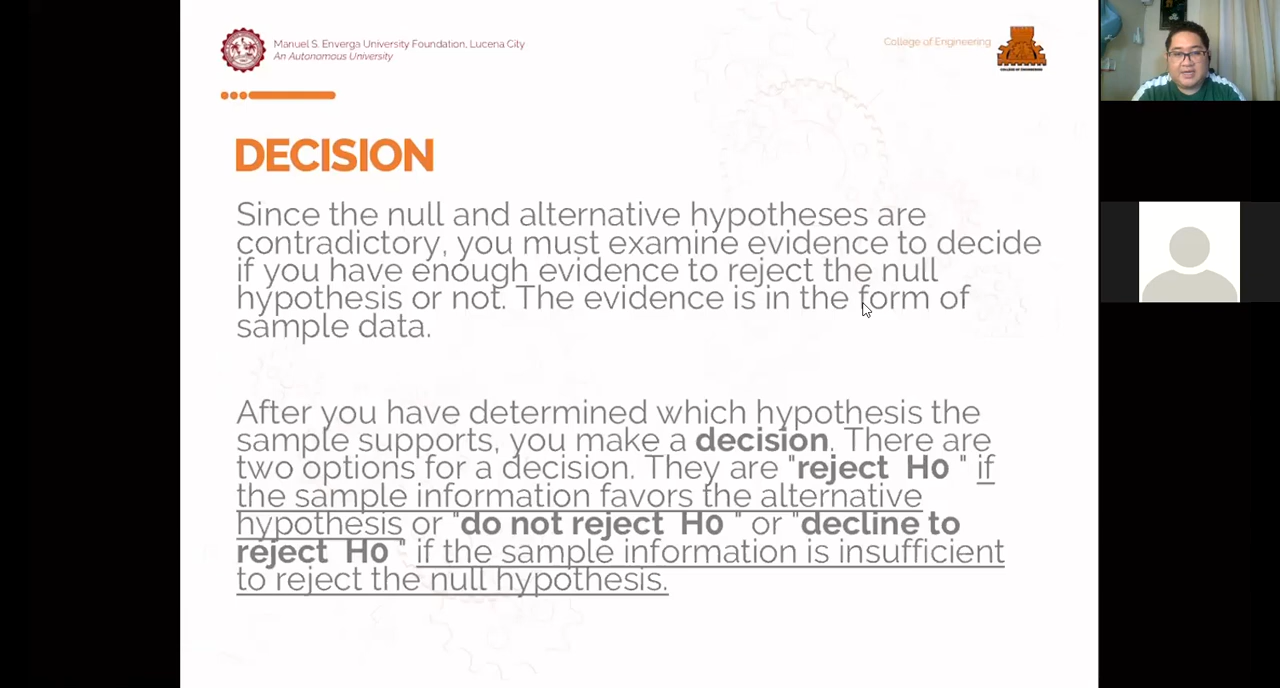 Manuel S. Enverga University Foundation, Lucena City
An Autonomous University
College of Engineering
COLLEGE OF ENGINEERING
DECISION
Since the null and alternative hypotheses are
contradictory, you must examine evidence to decide
if you have enough evidence to reject the null
hypothesis or not. The evidence is in the form of
sample data.
After you have determined which hypothesis the
sample supports, you make a decision. There are
two options for a decision. They are "reject H0 " if
the sample information favors the alternative
hypothesis or "do not reject H0 " or "decline to
reject H0 " if the sample information is insufficient
to reject the null hypothesis.